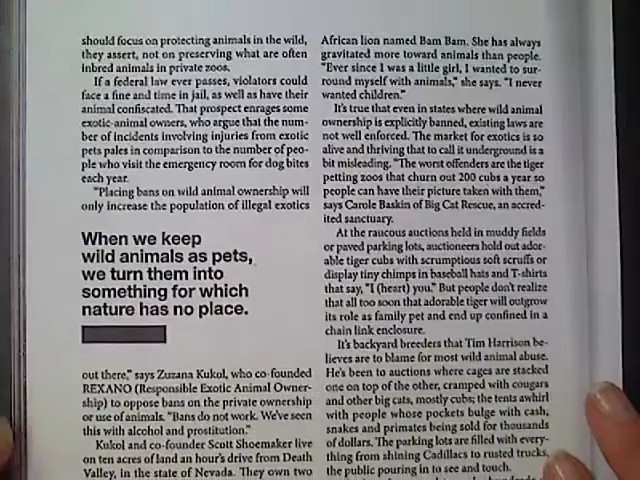 should focus on protecting animals in the wild,
they assert, not on preserving what are often
inbred animals in private zoos.
If a federal law ever passes, violators could
face a fine and time in jail, as well as have their
animal confiscated. That prospect enrages some
exotic-animal owners, who argue that the num-
ber of incidents involving injuries from exotic
pets pales in comparison to the number of peo-
ple who visit the emergency room for dog bites
each year.
"Placing bans on wild animal ownership will
only increase the population of illegal exotics
When we keep
wild animals as pets,
we turn them into
something for which
nature has no place.
out there," says Zuzana Kukol, who co-founded
REXANO (Responsible Exotic Animal Owner-
ship) to oppose bans on the private ownership
or use of animals. "Bans do not work. We've seen
this with alcohol and prostitution."
Kukol and co-founder Scott Shoemaker live
on ten acres of land an hour's drive from Death
Valley, in the state of Nevada. They own two
African lion named Bam Bam. She has always
gravitated more toward animals than people.
"Ever since I was a little girl, I wanted to sur-
round myself with animals," she says. "I never
wanted children."
It's true that even in states where wild animal
ownership is explicitly banned, existing laws are
not well enforced. The market for exotics is so
alive and thriving that to call it underground is a
bit misleading. "The worst offenders are the tiger
petting zoos that churn out 200 cubs a year so
people can have their picture taken with them,"
says Carole Baskin of Big Cat Rescue, an accred-
ited sanctuary.
At the raucous auctions held in muddy fields
or paved parking lots, auctioneers hold out ador-
able tiger cubs with scrumptious soft scruffs or
display tiny chimps in baseball hats and T-shirts
that say, "I (heart) you." But people don't realize
that all too soon that adorable tiger will outgrow
its role as family pet and end up confined in a
chain link enclosure.
It's backyard breeders that Tim Harrison be-
lieves are to blame for most wild animal abuse.
He's been to auctions where cages are stacked
one on top of the other, cramped with cougars
and other big cats, mostly cubs; the tents awhirl
with people whose pockets bulge with cash,
snakes and primates being sold for thousands
of dollars. The parking lots are filled with every-
thing from shining Cadillacs to rusted trucks,
the public pouring in to see and touch.